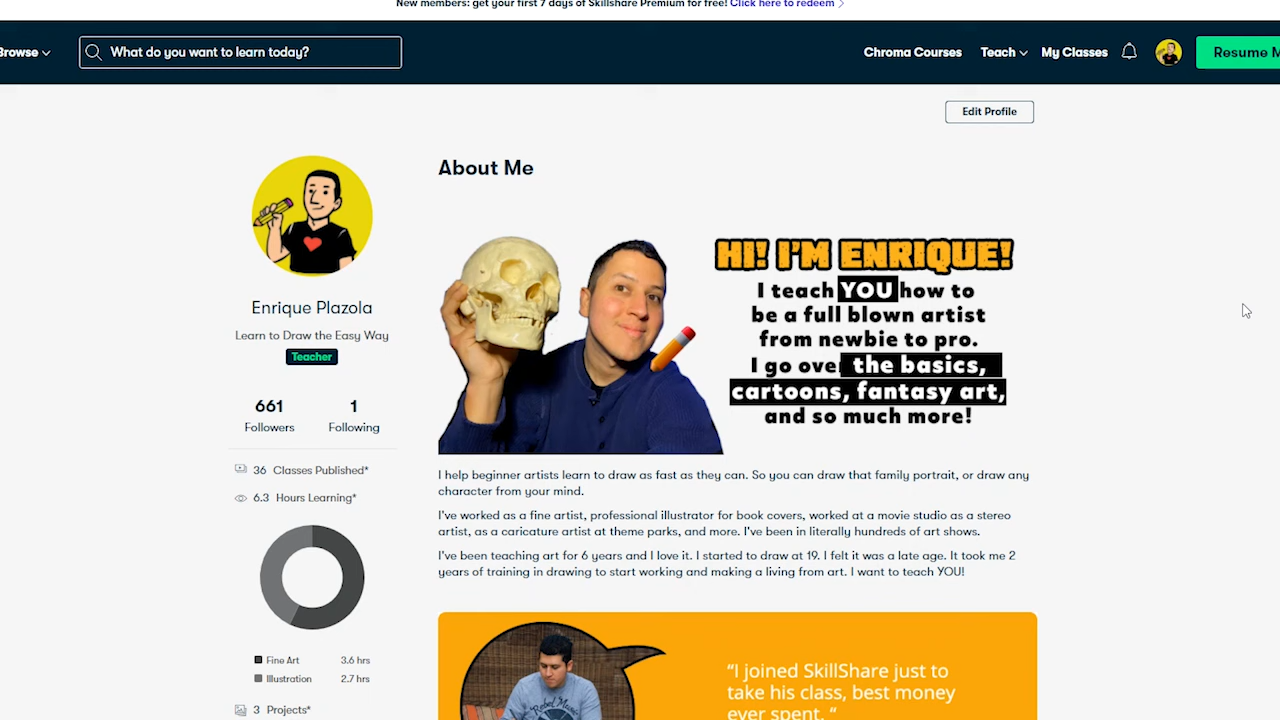 New members: get your first 7 days of Skillshare Premium for free! Click here to redeem
Browse
What do you want to learn today?
Chroma Courses
Teach
My Classes
Resume M
Edit Profile
About Me
HI! I'M ENRIQUE!
I teach YOU how to
be a full blown artist
from newbie to pro.
I go over the basics,
cartoons, fantasy art,
and so much more!
Enrique Plazola
Learn to Draw the Easy Way
Teacher
661
Followers
1
Following
36 Classes Published*
6.3 Hours Learning*
Fine Art 3.6 hrs
Illustration 2.7 hrs
3 Projects*
I help beginner artists learn to draw as fast as they can. So you can draw that family portrait, or draw any
character from your mind.
I've worked as a fine artist, professional illustrator for book covers, worked at a movie studio as a stereo
artist, as a caricature artist at theme parks, and more. I've been in literally hundreds of art shows.
I've been teaching art for 6 years and I love it. I started to draw at 19. I felt it was a late age. It took me 2
years of training in drawing to start working and making a living from art. I want to teach YOU!
"I joined SkillShare just to
take his class, best money
ever spent. "